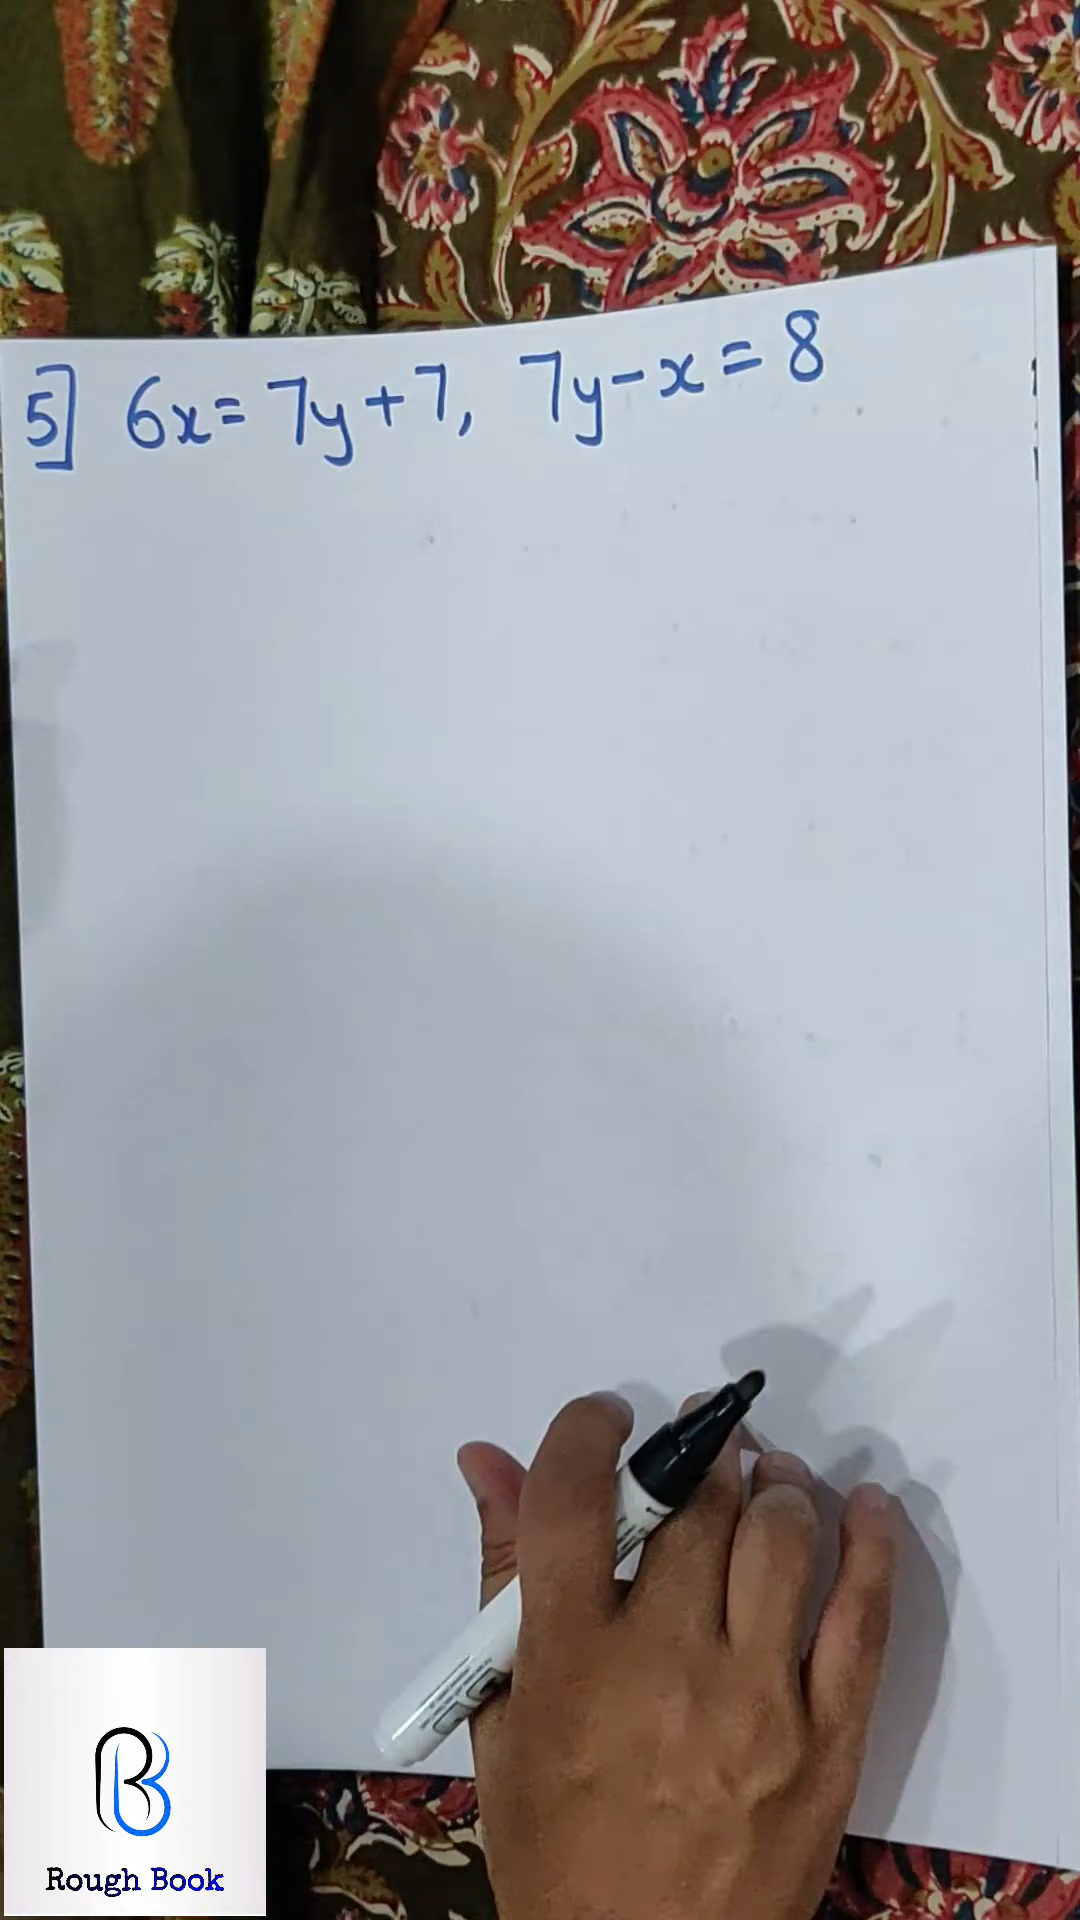 5] 6x = 7y + 7, 7y - x = 8
Rough Book